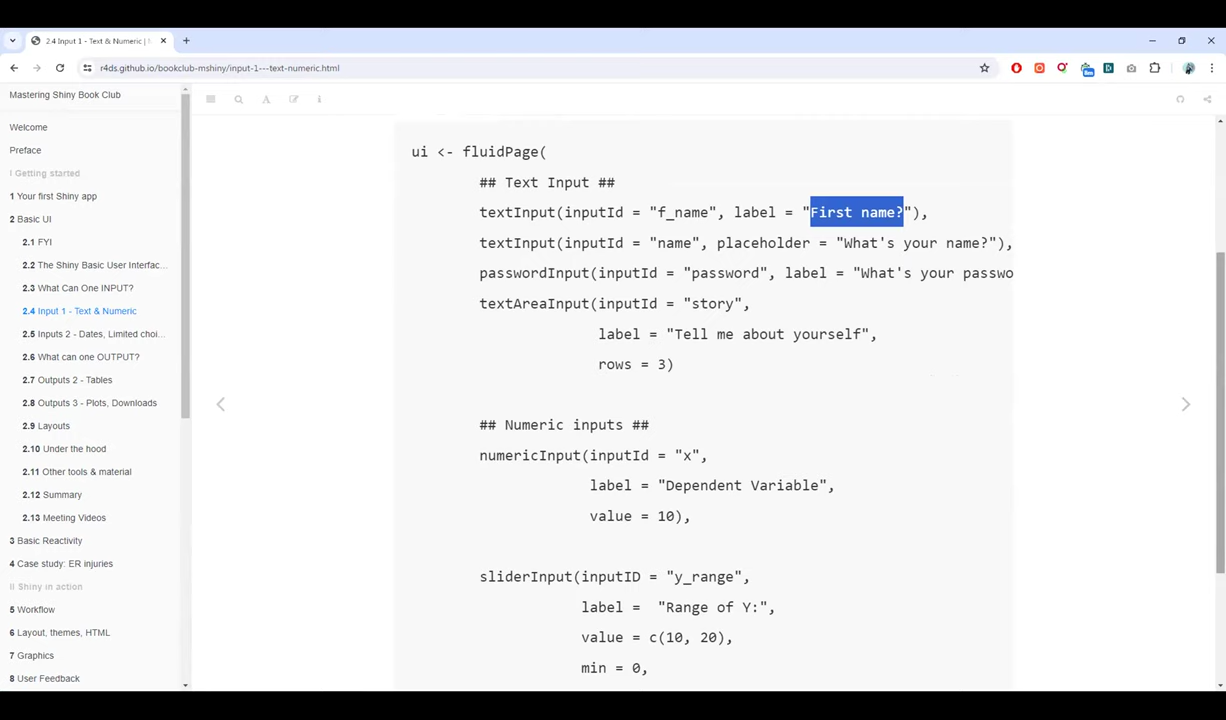 2.4 Input 1 - Text & Numeric |
r4ds.github.io/bookclub-mshiny/input-1---text-numeric.html
Mastering Shiny Book Club
Welcome
Preface
I Getting started
1 Your first Shiny app
2 Basic UI
2.1 FYI
2.2 The Shiny Basic User Interfac...
2.3 What Can One INPUT?
2.4 Input 1 - Text & Numeric
2.5 Inputs 2 - Dates, Limited choi...
2.6 What can one OUTPUT?
2.7 Outputs 2 - Tables
2.8 Outputs 3 - Plots, Downloads
2.9 Layouts
2.10 Under the hood
2.11 Other tools & material
2.12 Summary
2.13 Meeting Videos
3 Basic Reactivity
4 Case study: ER injuries
II Shiny in action
5 Workflow
6 Layout, themes, HTML
7 Graphics
8 User Feedback
ui <- fluidPage(
## Text Input ##
textInput(inputId = "f_name", label = "First name?"),
textInput(inputId = "name", placeholder = "What's your name?"),
passwordInput(inputId = "password", label = "What's your passwo
textAreaInput(inputId = "story",
label = "Tell me about yourself",
rows = 3)
## Numeric inputs ##
numericInput(inputId = "x",
label = "Dependent Variable",
value = 10),
sliderInput(inputID = "y_range",
label =  "Range of Y:",
value = c(10, 20),
min = 0,